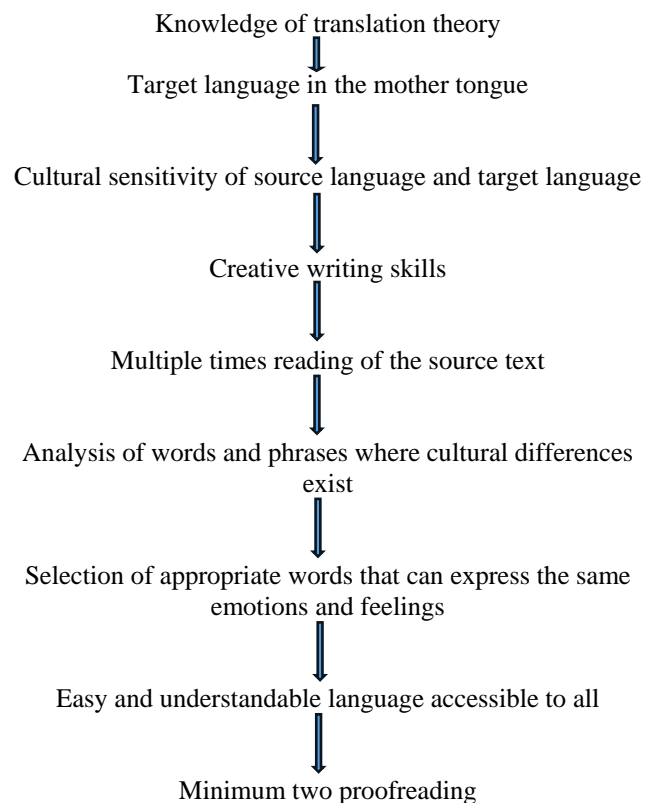 Knowledge of translation theory
Target language in the mother tongue
Cultural sensitivity of source language and target language
Creative writing skills
Multiple times reading of the source text
Analysis of words and phrases where cultural differences
exist
Selection of appropriate words that can express the same
emotions and feelings
Easy and understandable language accessible to all
Minimum two proofreading